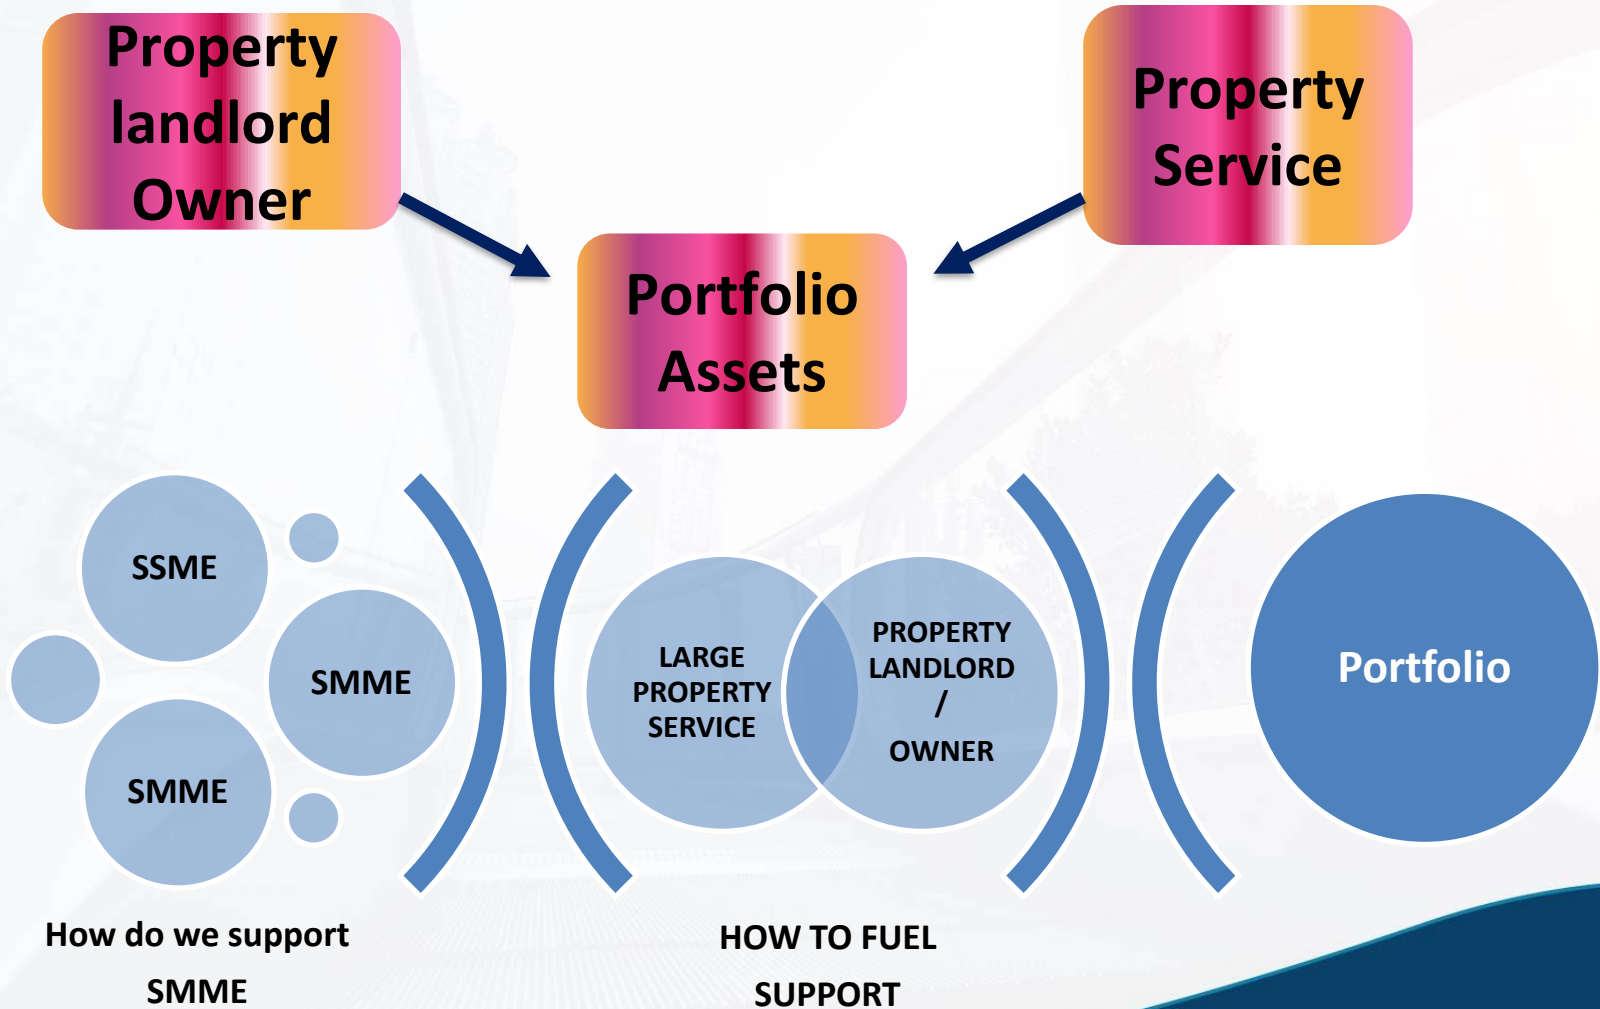 Property
landlord
Owner
Property
Service
Portfolio
Assets
SSME
SMME
SMME
LARGE
PROPERTY
SERVICE
PROPERTY
LANDLORD
/
OWNER
Portfolio
How do we support
SMME
HOW TO FUEL
SUPPORT